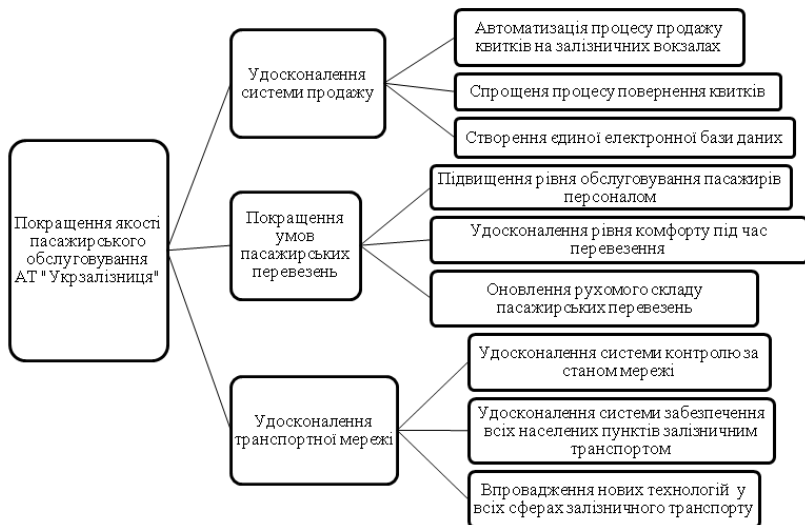 Покращення якості
пасажирського
обслуговування
АТ "Укрзалізниця"
Удосконалення
системи продажу
Автоматизація процесу продажу
квитків на залізничних вокзалах
Спрощеня процесу повернення квитків
Створення єдиної електронної бази даних
Покращення
умов
пасажирських
перевезень
Підвищення рівня обслуговування пасажирів
персоналом
Удосконалення рівня комфорту під час
перевезення
Оновлення рухомого складу
пасажирських перевезень
Удосконалення
транспортної мережі
Удосконалення системи контролю за
станом мережі
Удосконалення системи забезпечення
всіх населених пунктів залізничним
транспортом
Впровадження нових технологій у
всіх сферах залізничного транспорту